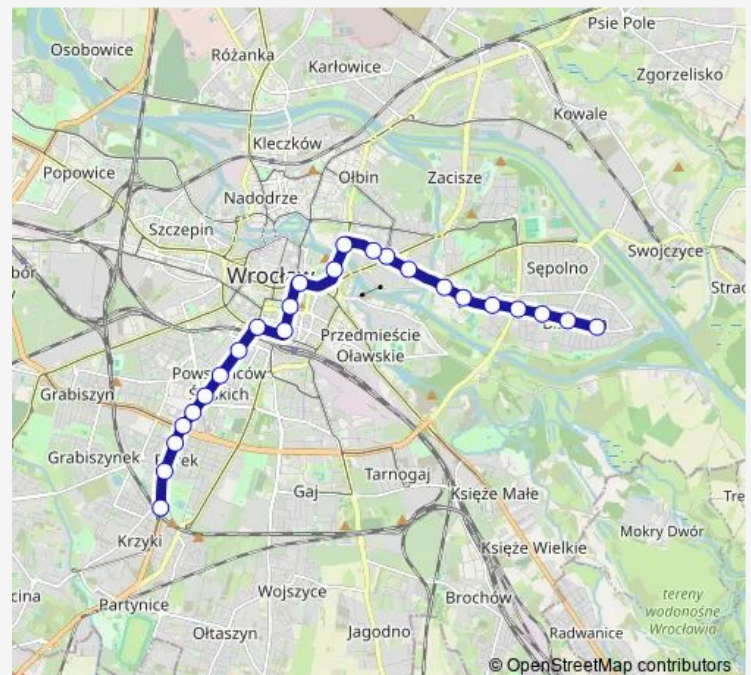 Psie Pole
Osobowice
Różanka
Karłowice
Zgorzelisko
Kowale
Kleczków
Popowice
Ołbin
Zacisze
Nadodrze
Szczepin
Swojczyce
Sępolno
Wrocław
Przedmieście
Oławskie
Grabiszyn
Grabiszynek
Tarnogaj
Gaj
Księże Małe
Krzyki
Mokry Dwór
Księże Wielkie
Wojszyce
Brochów
Partynice
tereny
wodonośne
Wrocławia
Ołtaszyn
Jagodno
Radwanice
© OpenStreetMap contributors